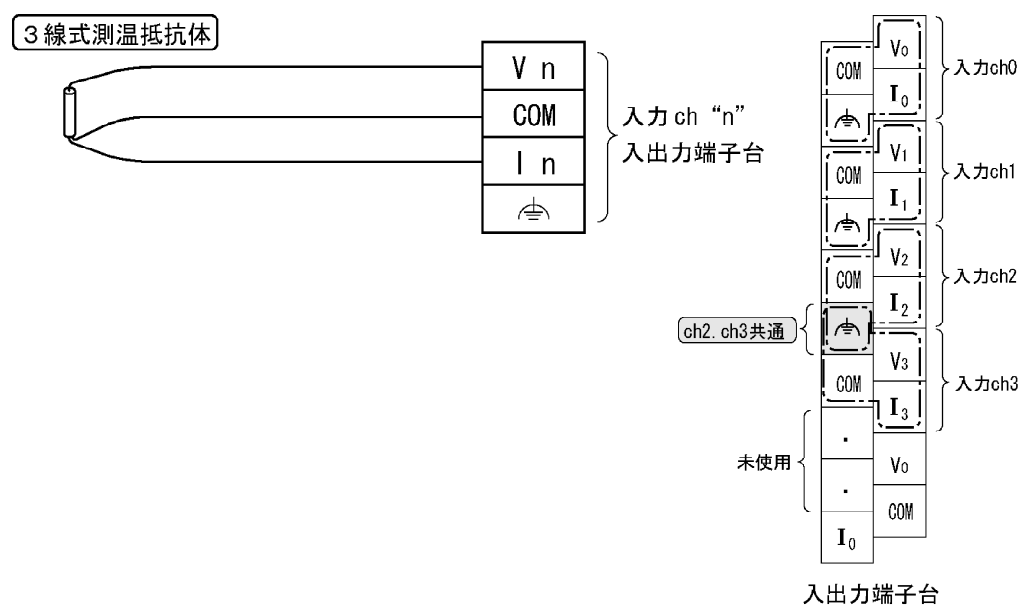 3線式測温抵抗体
V n
COM
I n
入力 ch “n”
入出力端子台
V0
入力ch0
COM
I0
V1
入力ch1
COM
I1
V2
入力ch2
COM
I2
ch2. ch3共通
V3
入力ch3
COM
I3
.
未使用
V0
.
COM
I0
入出力端子台